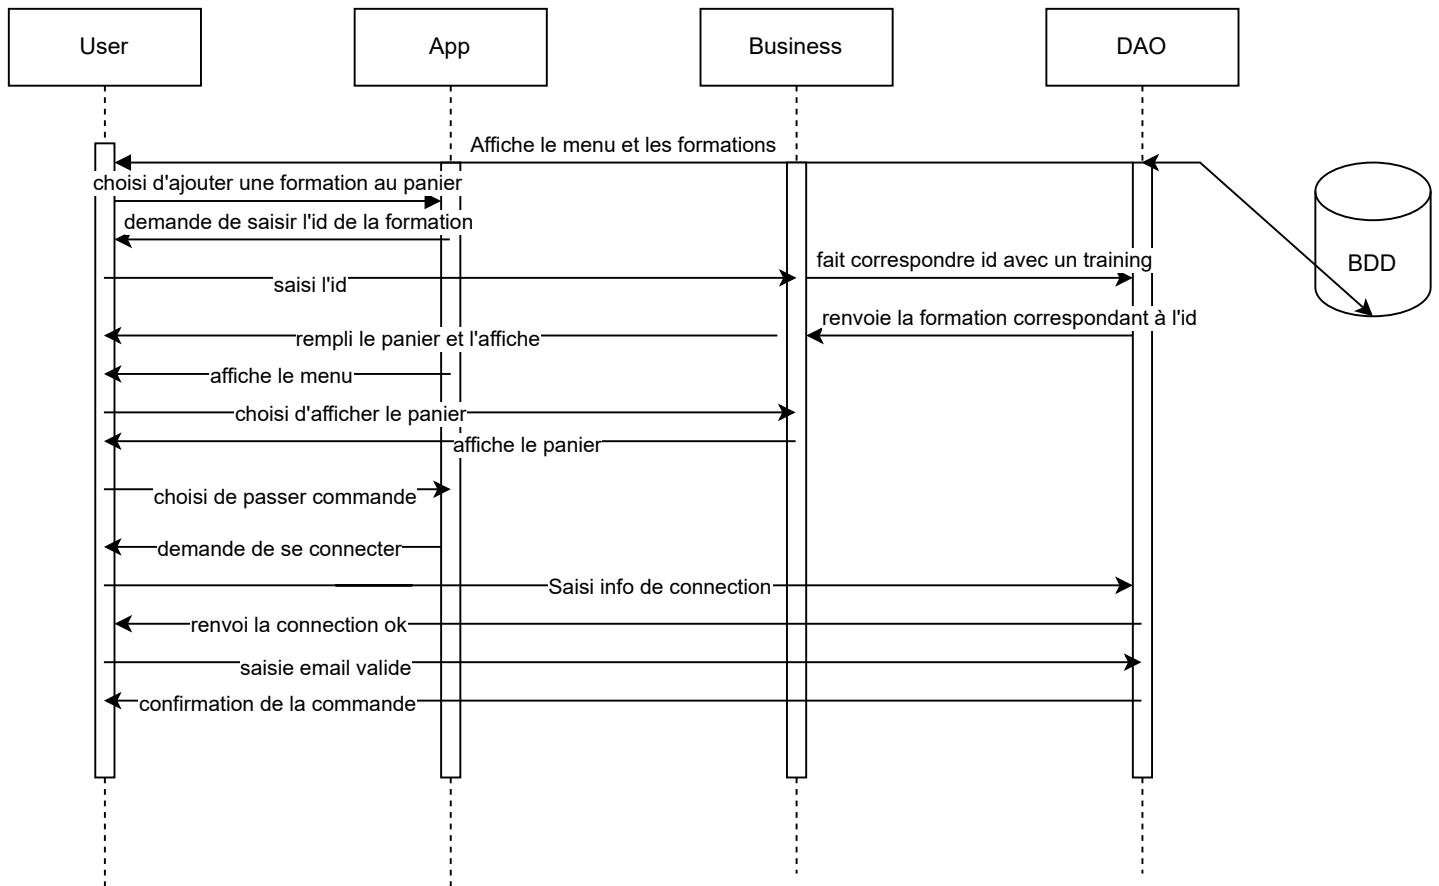 User
App
Business
DAO
Affiche le menu et les formations
choisi d'ajouter une formation au panier
demande de saisir l'id de la formation
fait correspondre id avec un training
BDD
saisi l'id
renvoie la formation correspondant à l'id
rempli le panier et l'affiche
affiche le menu
choisi d'afficher le panier
affiche le panier
choisi de passer commande
demande de se connecter
Saisi info de connection
renvoi la connection ok
saisie email valide
confirmation de la commande